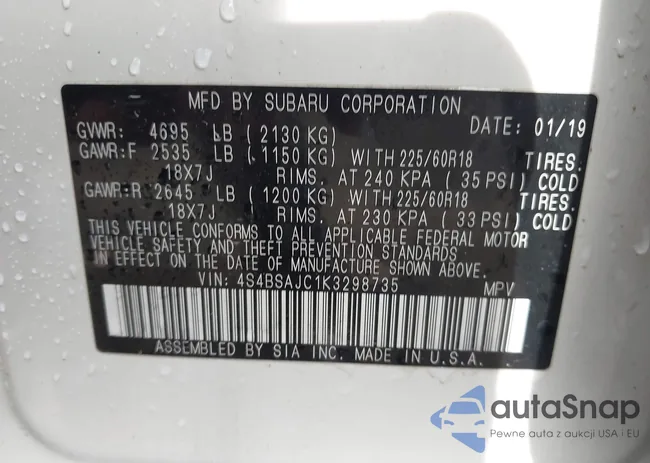 MFD BY SUBARU CORPORATION
GVWR: 4695 LB (2130 KG) DATE: 01/19
GAWR:F 2535 LB (1150 KG) WITH 225/60R18 TIRES.
18X7J RIMS. AT 240 KPA (35 PSI) COLD
GAWR:R 2645 LB (1200 KG) WITH 225/60R18 TIRES.
18X7J RIMS. AT 230 KPA (33 PSI) COLD
THIS VEHICLE CONFORMS TO ALL APPLICABLE FEDERAL MOTOR
VEHICLE SAFETY AND THEFT PREVENTION STANDARDS
IN EFFECT ON THE DATE OF MANUFACTURE SHOWN ABOVE.
VIN: 4S4BSAJC1K3298735 MPV
ASSEMBLED BY SIA INC. MADE IN U.S.A.
autaSnap
Pewne auta z aukcji USA i EU